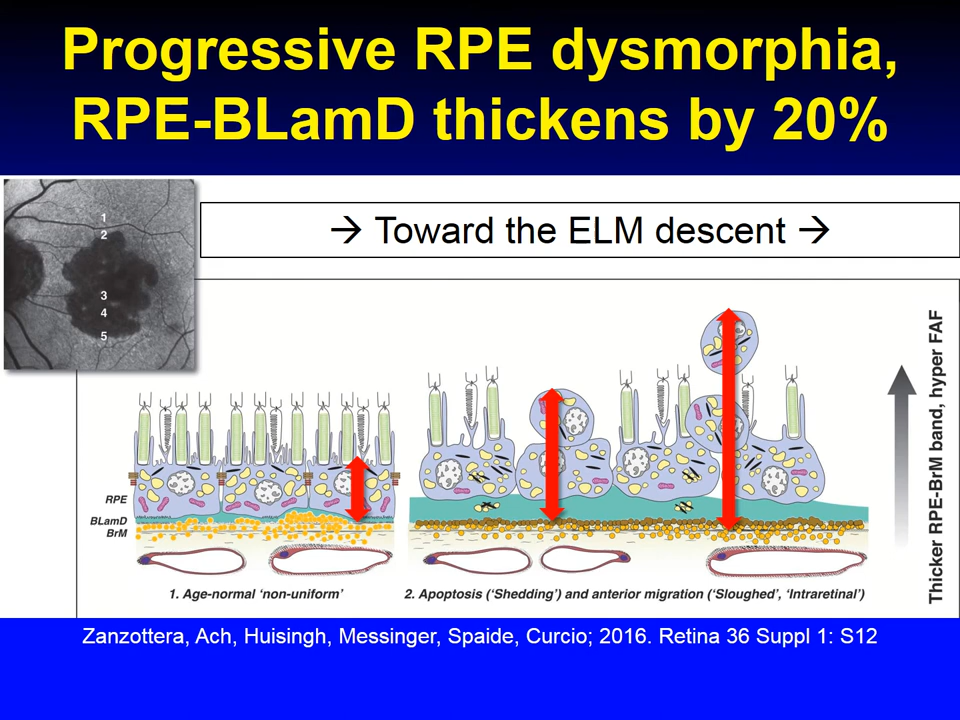 Progressive RPE dysmorphia,
RPE-BLamD thickens by 20%
1
2
3
4
5
→ Toward the ELM descent →
RPE
BLamD
BrM
1. Age-normal ‘non-uniform’
2. Apoptosis (‘Shedding’) and anterior migration (‘Sloughed’, ‘Intraretinal’)
Thicker RPE-BrM band, hyper FAF
Zanzottera, Ach, Huisingh, Messinger, Spaide, Curcio; 2016. Retina 36 Suppl 1: S12